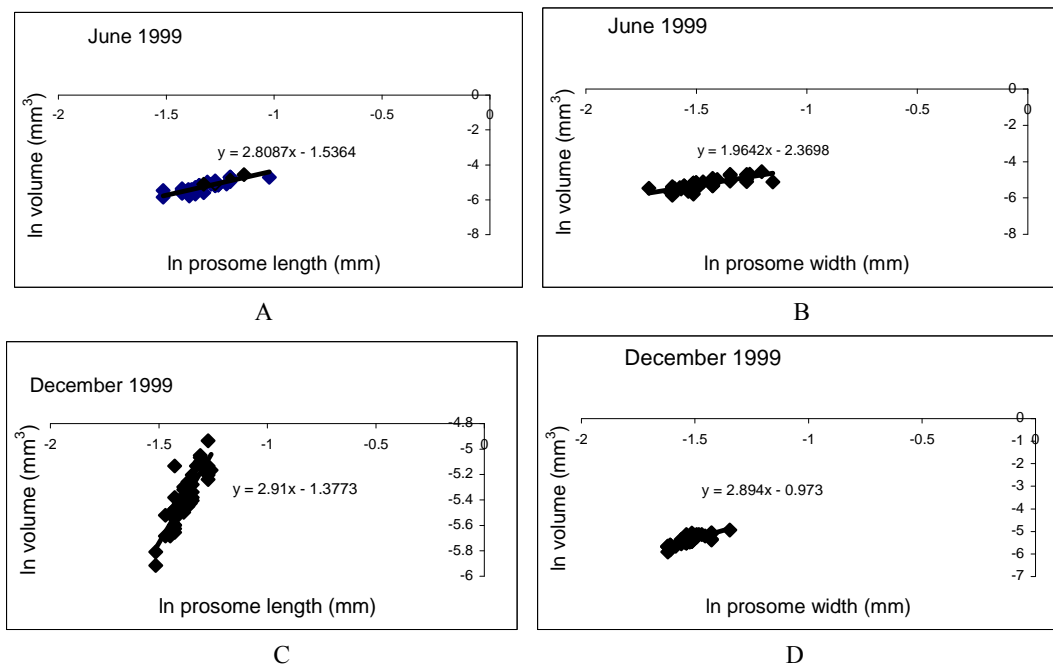 June 1999
0
-2
-4
-6
-8
-2 -1.5 -1 -0.5 0
ln prosome length (mm)
ln volume (mm³)
y = 2.8087x - 1.5364
A
June 1999
0
-2
-4
-6
-8
-2 -1.5 -1 -0.5 0
ln prosome width (mm)
ln volume (mm³)
y = 1.9642x - 2.3698
B
December 1999
-4.8
-5
-5.2
-5.4
-5.6
-5.8
-6
-2 -1.5 -1 -0.5 0
ln prosome length (mm)
ln volume (mm³)
y = 2.91x - 1.3773
C
December 1999
0
-1
-2
-3
-4
-5
-6
-7
-2 -1.5 -1 -0.5 0
ln prosome width (mm)
ln volume (mm³)
y = 2.894x - 0.973
D